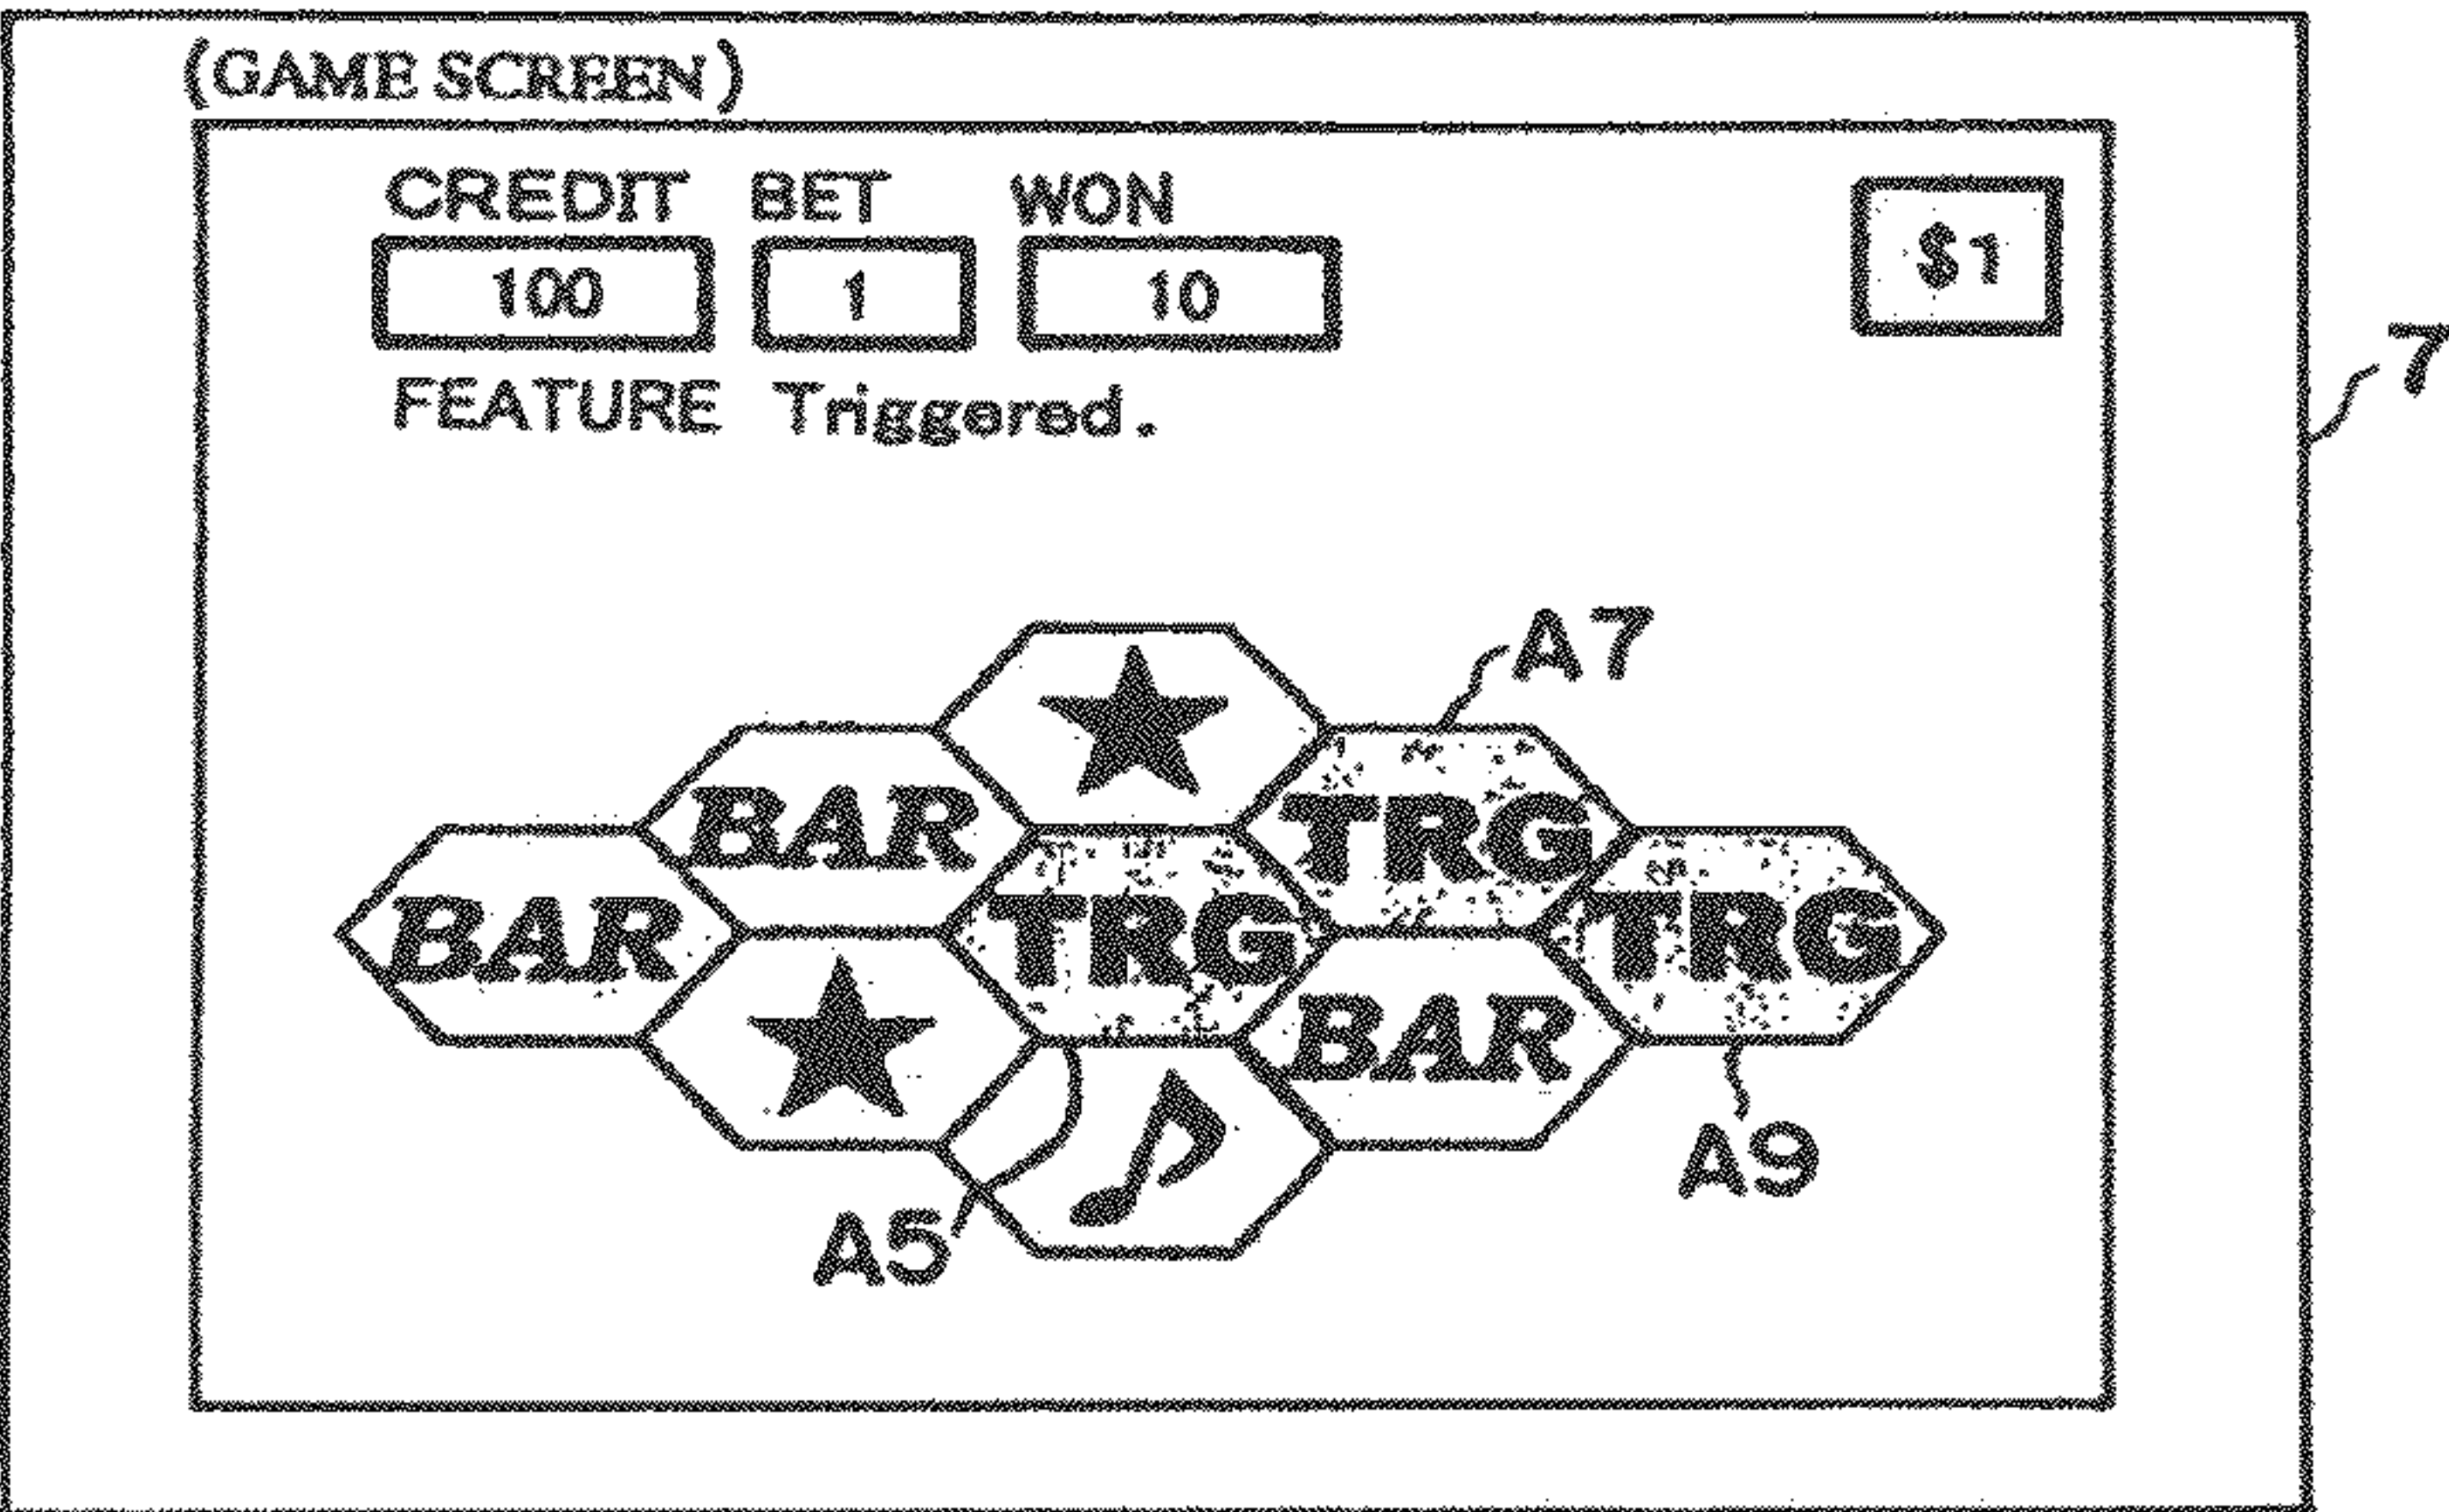 (GAME SCREEN)
CREDIT BET WON
$1
100 1 10
7
FEATURE Triggered.
A7
BAR TRG
BAR TRG TRG
BAR
A9
A5